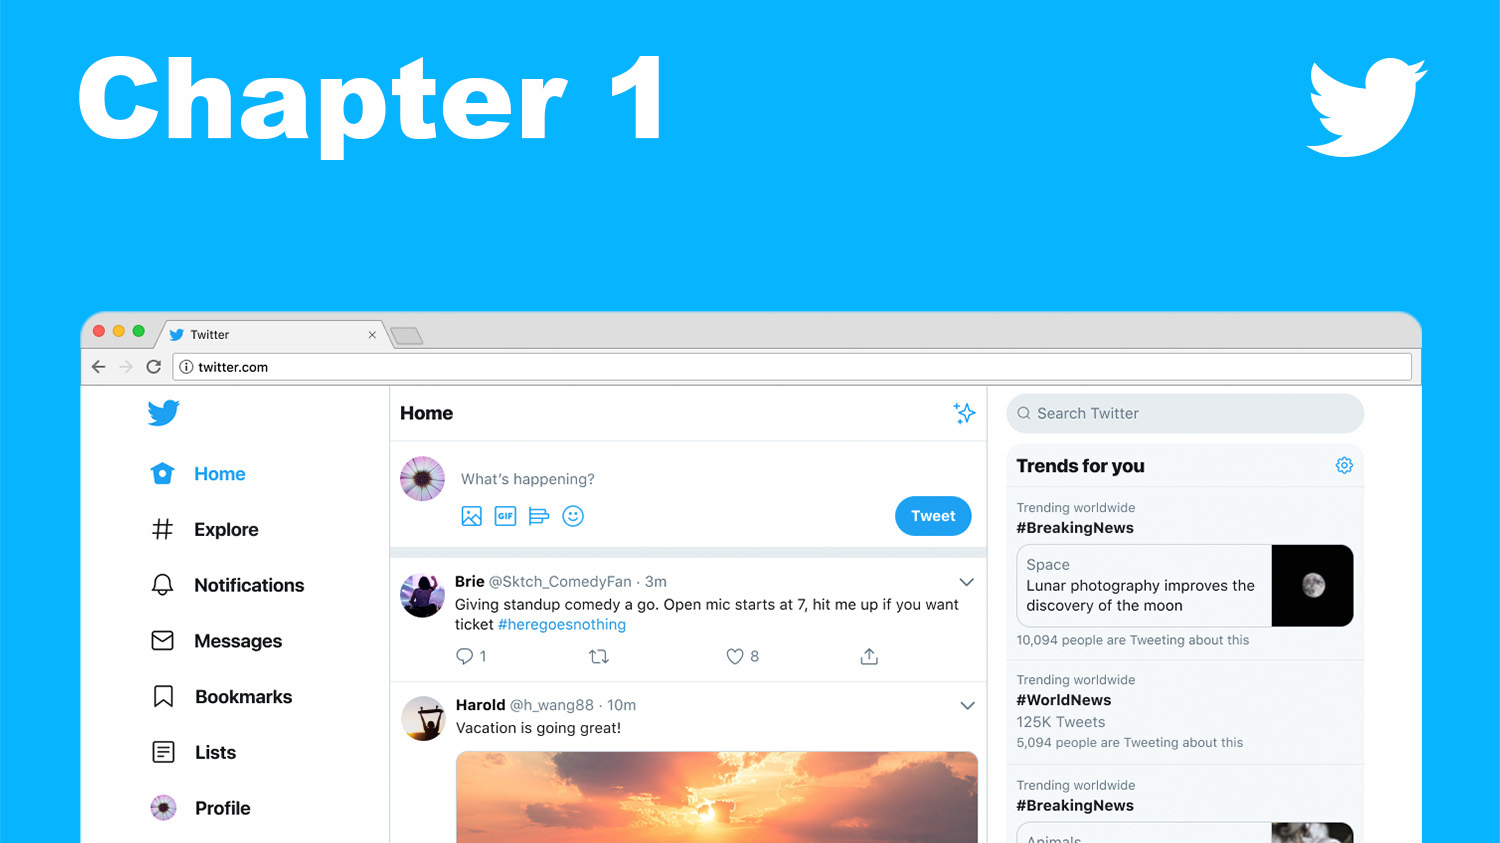 Chapter 1
Twitter
twitter.com
Home
Explore
Notifications
Messages
Bookmarks
Lists
Profile
Home
What's happening?
GIF
Tweet
Brie @Sktch_ComedyFan · 3m
Giving standup comedy a go. Open mic starts at 7, hit me up if you want
ticket #heregoesnothing
1
8
Harold @h_wang88 · 10m
Vacation is going great!
Search Twitter
Trends for you
Trending worldwide
#BreakingNews
Space
Lunar photography improves the
discovery of the moon
10,094 people are Tweeting about this
Trending worldwide
#WorldNews
125K Tweets
5,094 people are Tweeting about this
Trending worldwide
#BreakingNews
Animals